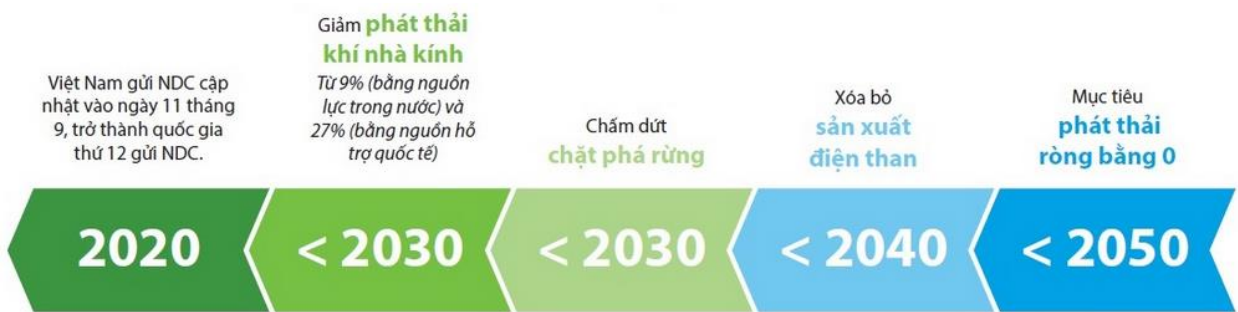 Việt Nam gửi NDC cập
nhật vào ngày 11 tháng
9, trở thành quốc gia
thứ 12 gửi NDC.
2020
Giảm phát thải
khí nhà kính
Từ 9% (bằng nguồn
lực trong nước) và
27% (bằng nguồn hỗ
trợ quốc tế)
< 2030
Chấm dứt
chặt phá rừng
< 2030
Xóa bỏ
sản xuất
điện than
< 2040
Mục tiêu
phát thải
ròng bằng 0
< 2050